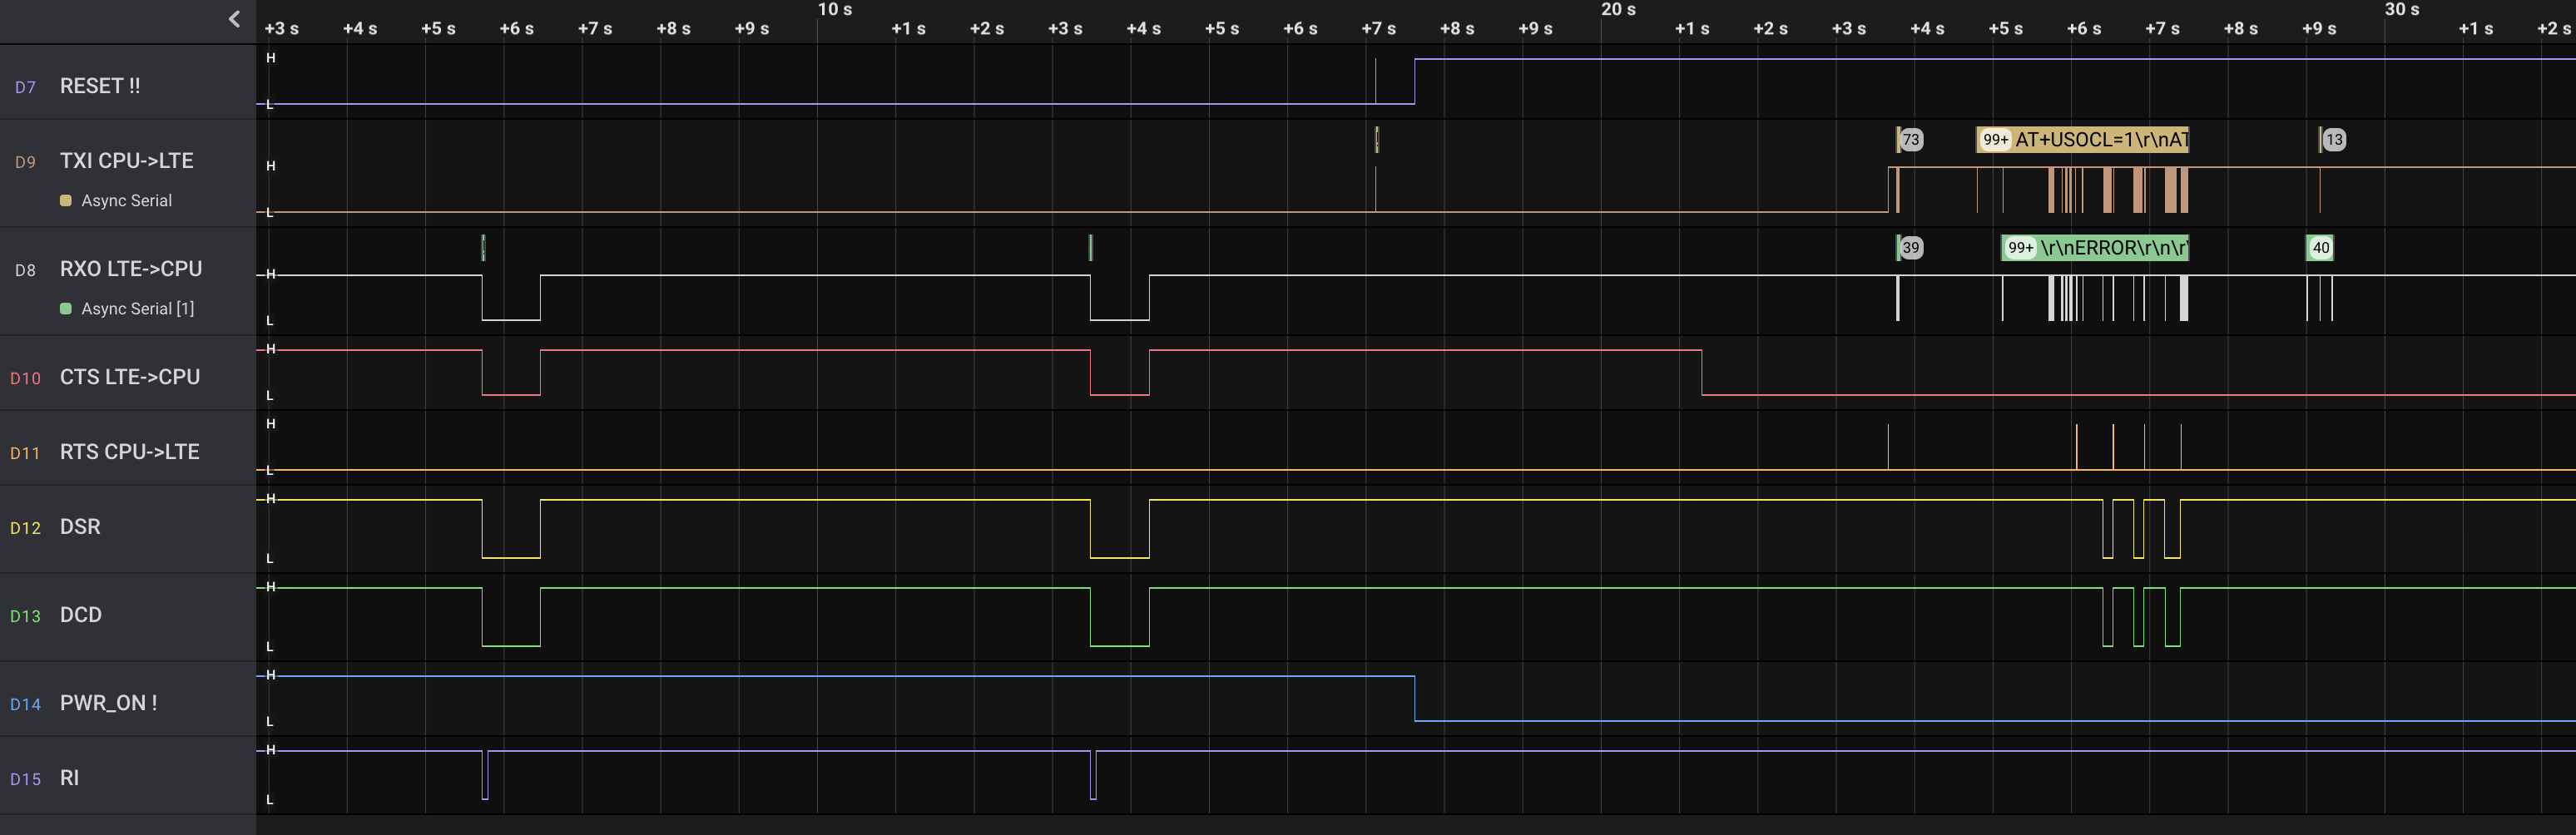 10 s 20 s 30 s
+3 s +4 s +5 s +6 s +7 s +8 s +9 s +1 s +2 s +3 s +4 s +5 s +6 s +7 s +8 s +9 s +1 s +2 s +3 s +4 s +5 s +6 s +7 s +8 s +9 s +1 s +2 s
D7 RESET !! H L
D9 TXI CPU->LTE H L 73 99+ AT+USOCL=1\r\nAT 13
Async Serial
D8 RXO LTE->CPU H L 39 99+ \r\nERROR\r\n\r\ 40
Async Serial [1]
D10 CTS LTE->CPU H L
D11 RTS CPU->LTE H L
D12 DSR H L
D13 DCD H L
D14 PWR_ON ! H L
D15 RI H L